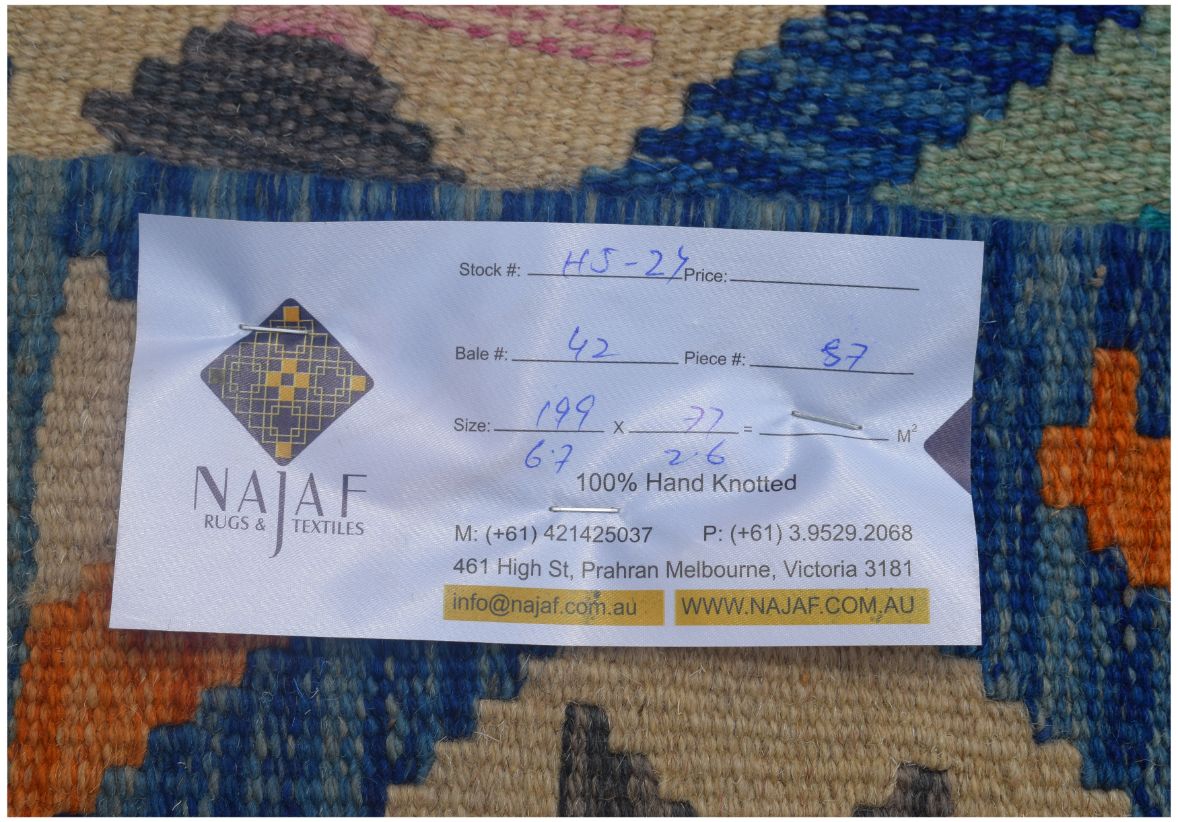 NAJAF
RUGS & TEXTILES
Stock #: HJ-24 Price:
Bale #: 42 Piece #: 87
Size: 199 X 77 = M²
6.7 2.6
100% Hand Knotted
M: (+61) 421425037 P: (+61) 3.9529.2068
461 High St, Prahran Melbourne, Victoria 3181
info@najaf.com.au WWW.NAJAF.COM.AU